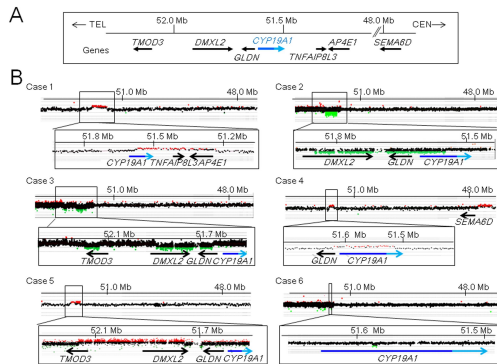 A
← TEL 52.0 Mb 51.5 Mb 48.0 Mb CEN →
Genes TMOD3 DMXL2 CYP19A1 GLDN TNFAIP8L3 AP4E1 SEMA6D
B
Case 1 51.0 Mb 48.0 Mb
51.8 Mb 51.5 Mb 51.2Mb
CYP19A1 TNFAIP8L3 AP4E1
Case 2 51.0 Mb 48.0 Mb
51.8 Mb 51.5 Mb
DMXL2 GLDN CYP19A1
Case 3 51.0 Mb 48.0 Mb
52.1 Mb 51.7 Mb
TMOD3 DMXL2 GLDN CYP19A1
Case 4 51.0 Mb 48.0 Mb
SEMA6D
51.6 Mb 51.5 Mb
GLDN CYP19A1
Case 5 51.0 Mb 48.0 Mb
52.1 Mb 51.7 Mb
TMOD3 DMXL2 GLDN CYP19A1
Case 6 51.0 Mb 48.0 Mb
51.6 Mb 51.5 Mb
CYP19A1